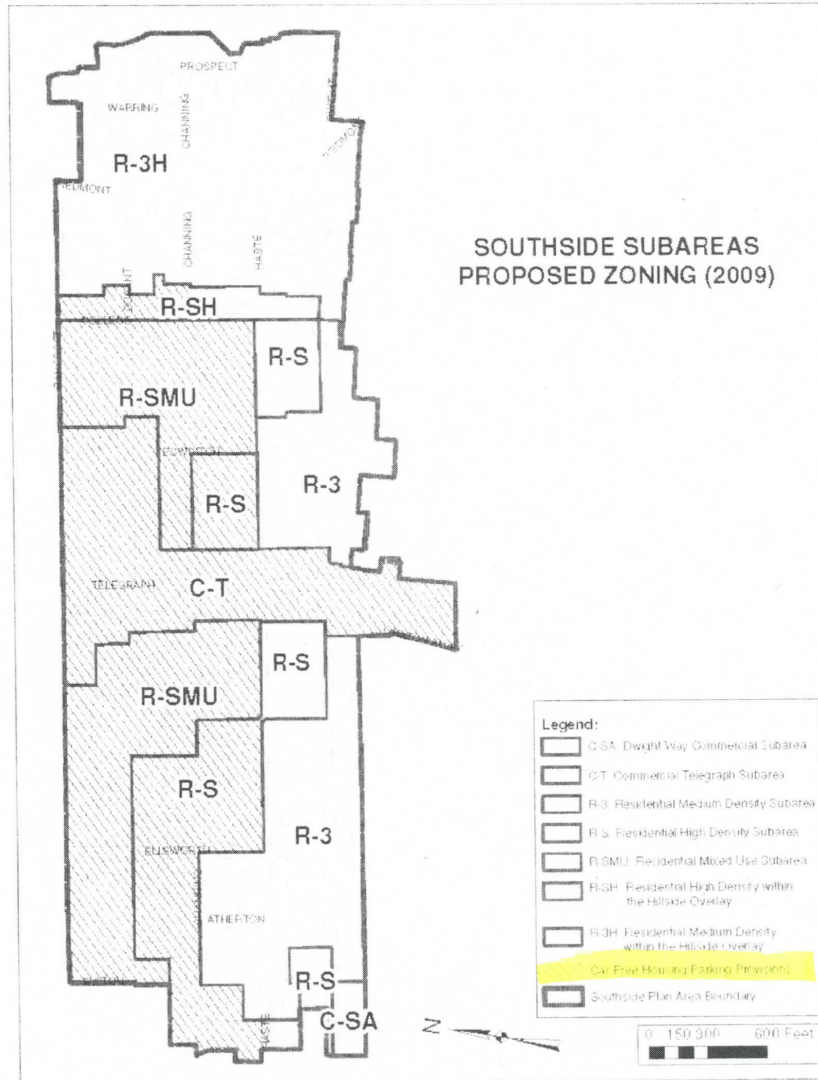 PROSPECT
WARRING
CHANNING
R-3H
CHANNING
HASTE
SOUTHSIDE SUBAREAS
PROPOSED ZONING (2009)
R-SH
R-S
R-SMU
R-3
R-S
TELEGRAPH
C-T
R-S
R-SMU
R-S
R-3
ELLSWORTH
ATHERTON
R-S
C-SA
HASTE
N
Legend:
C-SA: Dwight Way Commercial Subarea
C-T: Commercial Telegraph Subarea
R-3: Residential Medium Density Subarea
R-S: Residential High Density Subarea
R-SMU: Residential Mixed Use Subarea
R-SH: Residential High Density within
the Hillside Overlay
R-3H: Residential Medium Density
within the Hillside Overlay
Car Free Housing Parking Provisions
Southside Plan Area Boundary
0 150 300 600 Feet